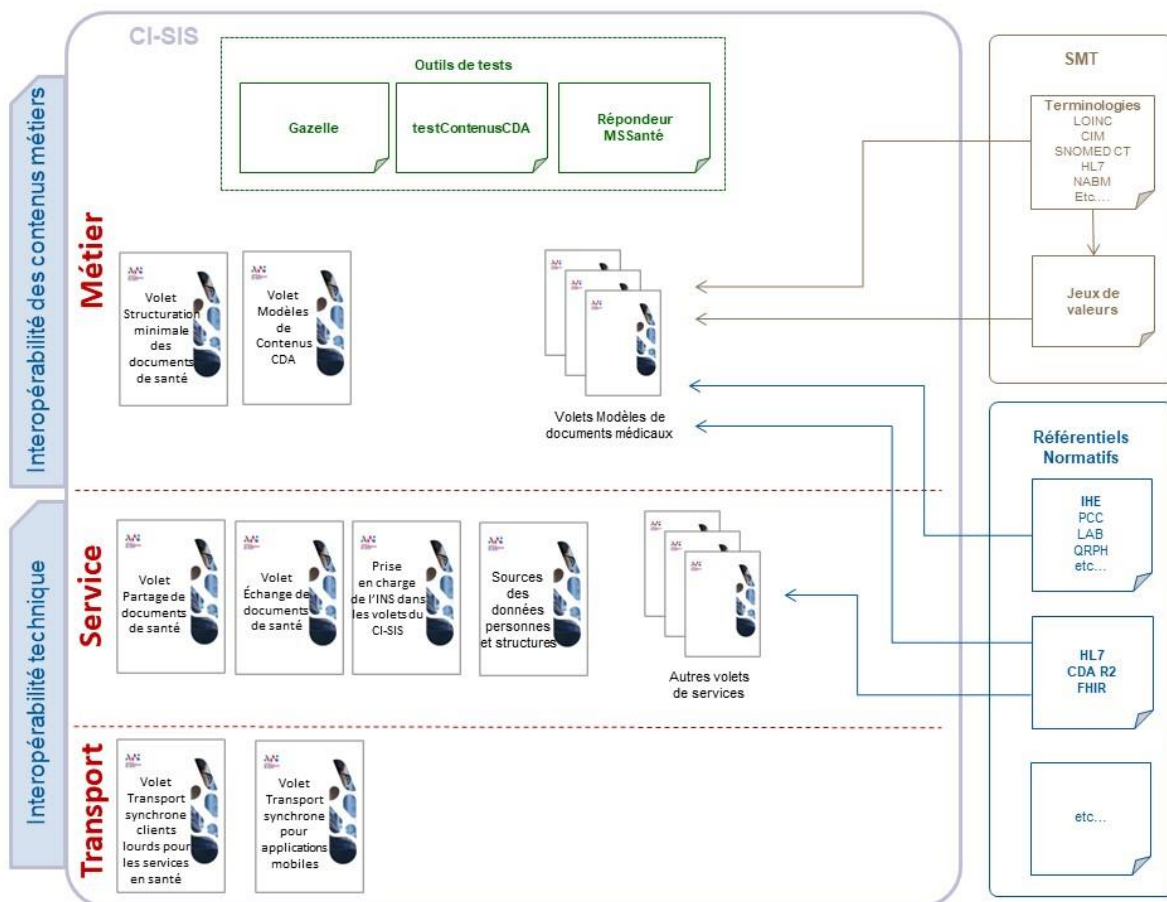 CI-SIS
Interopérabilité des contenus métiers
Métier
Outils de tests
Gazelle
testContenusCDA
Répondeur
MSSanté
Volet
Structuration
minimale
des
documents
de santé
Volet
Modèles
de
Contenus
CDA
Volets Modèles de
documents médicaux
SMT
Terminologies
LOINC
CIM
SNOMED CT
HL7
NABM
Etc....
Jeux de
valeurs
Référentiels
Normatifs
IHE
PCC
LAB
QRPH
etc...
HL7
CDA R2
FHIR
etc...
Interopérabilité technique
Service
Volet
Partage de
documents
de santé
Volet
Échange de
documents
de santé
Prise
en charge
de l'INS dans
les volets du
CI-SIS
Sources
des
données
personnes
et structures
Autres volets
de services
Transport
Volet
Transport
synchrone
clients
lourds pour
les services
en santé
Volet
Transport
synchrone
pour
applications
mobiles